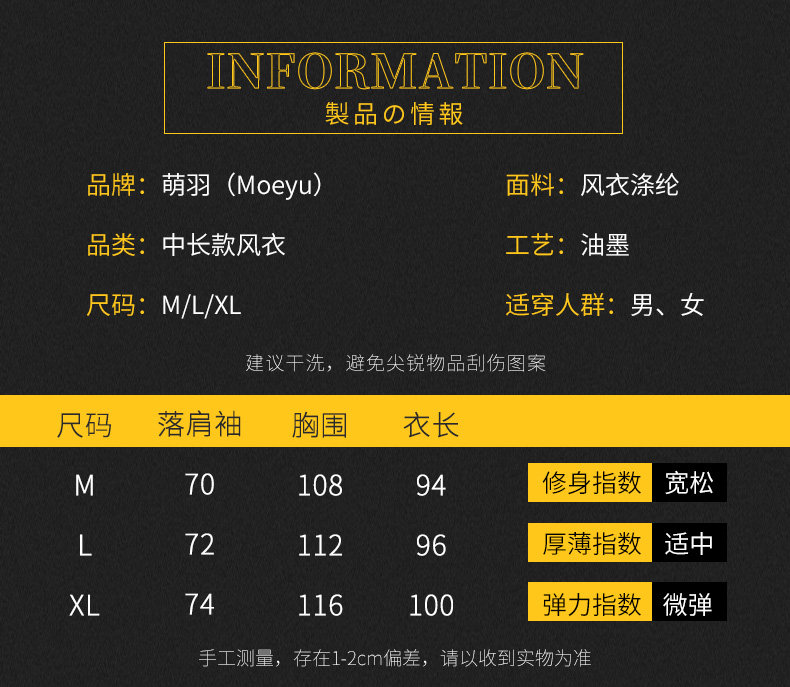 INFORMATION
製品の情報
品牌：萌羽（Moeyu） 面料：风衣涤纶
品类：中长款风衣 工艺：油墨
尺码：M/L/XL 适穿人群：男、女
建议干洗，避免尖锐物品刮伤图案
尺码 落肩袖 胸围 衣长
M 70 108 94 修身指数 宽松
L 72 112 96 厚薄指数 适中
XL 74 116 100 弹力指数 微弹
手工测量，存在1-2cm偏差，请以收到实物为准